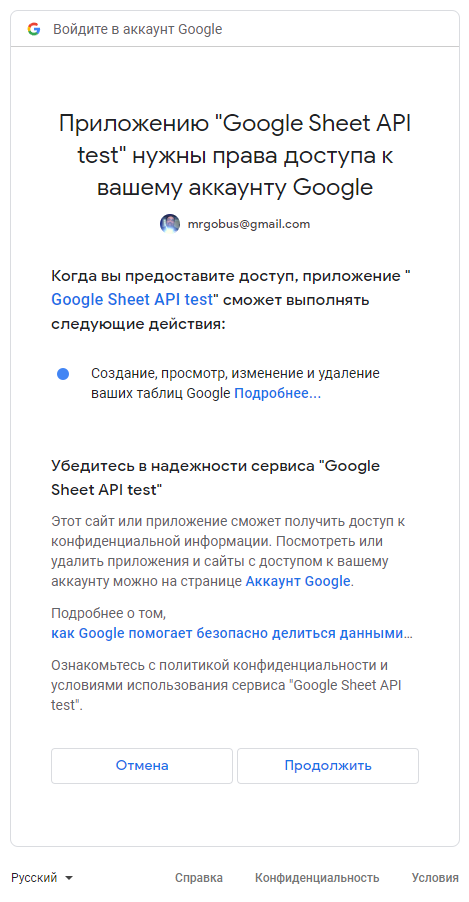 Войдите в аккаунт Google
Приложению "Google Sheet API
test" нужны права доступа к
вашему аккаунту Google
mrgobus@gmail.com
Когда вы предоставите доступ, приложение "
Google Sheet API test" сможет выполнять
следующие действия:
Создание, просмотр, изменение и удаление
ваших таблиц Google Подробнее...
Убедитесь в надежности сервиса "Google
Sheet API test"
Этот сайт или приложение сможет получить доступ к
конфиденциальной информации. Посмотреть или
удалить приложения и сайты с доступом к вашему
аккаунту можно на странице Аккаунт Google.
Подробнее о том,
как Google помогает безопасно делиться данными...
Ознакомьтесь с политикой конфиденциальности и
условиями использования сервиса "Google Sheet API
test".
Отмена Продолжить
Русский Справка Конфиденциальность Условия